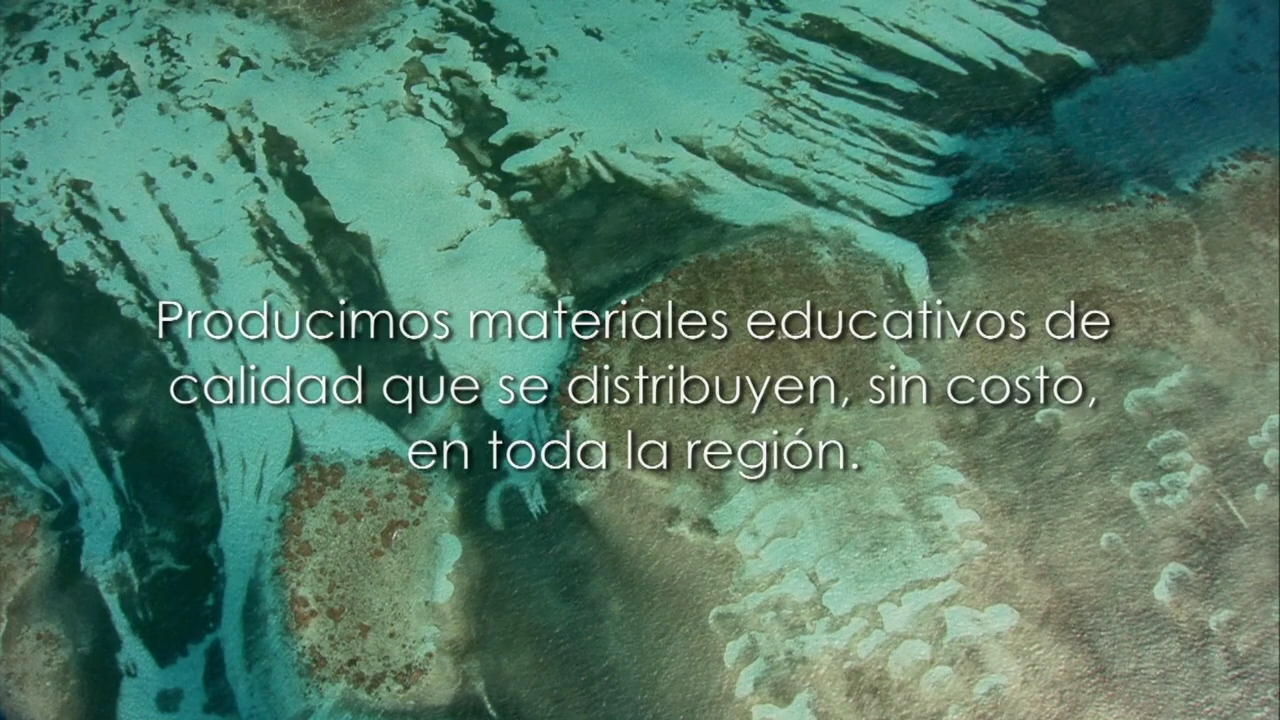 Producimos materiales educativos de
calidad que se distribuyen, sin costo,
en toda la región.